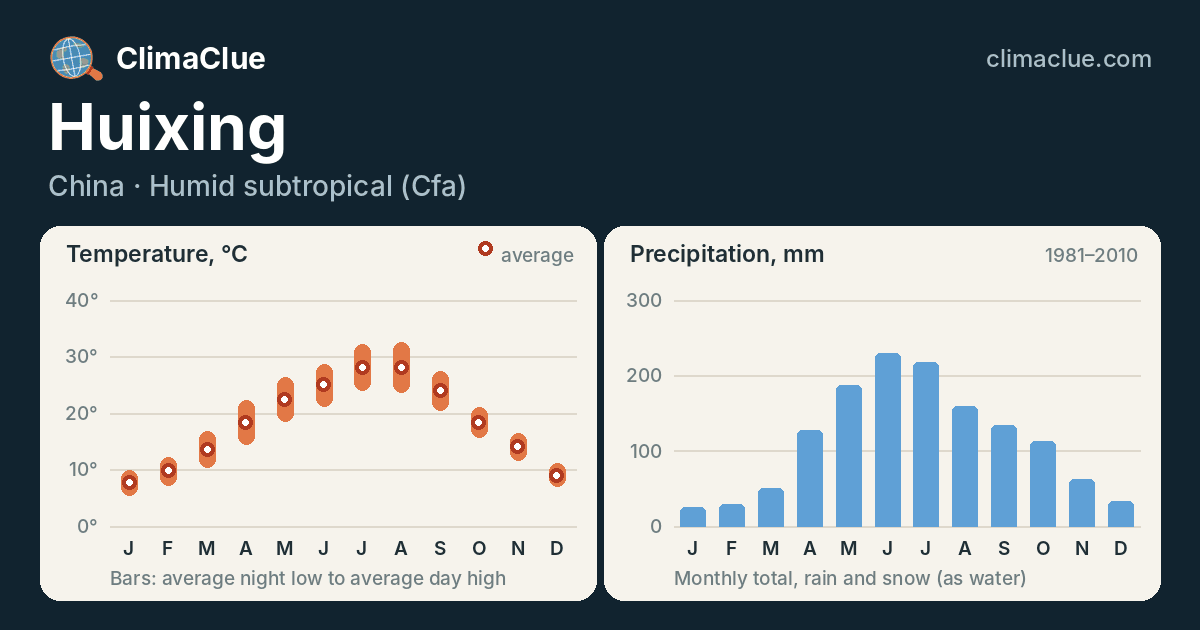 ClimaClue
climaclue.com
Huixing
China · Humid subtropical (Cfa)
Temperature, °C
average
40°
30°
20°
10°
0°
J F M A M J J A S O N D
Bars: average night low to average day high
Precipitation, mm
1981–2010
300
200
100
0
J F M A M J J A S O N D
Monthly total, rain and snow (as water)